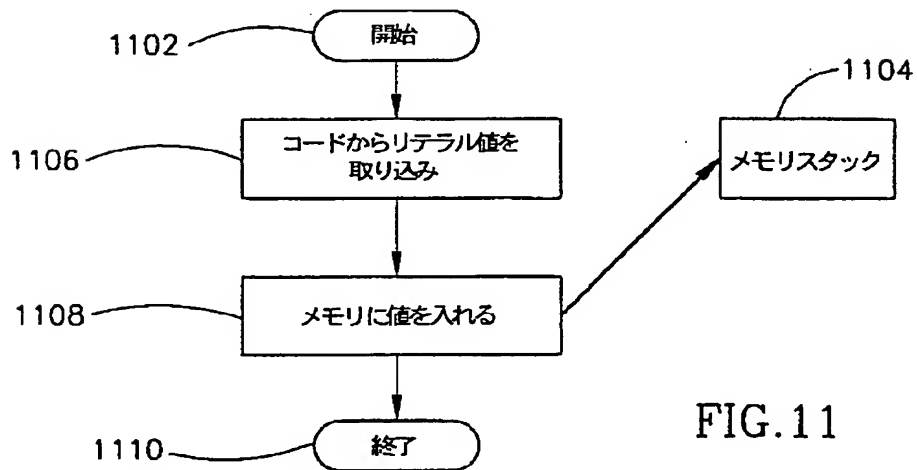 1102
開始
1104
1106
コードからリテラル値を
取り込み
メモリスタック
1108
メモリに値を入れる
1110
終了
FIG.11